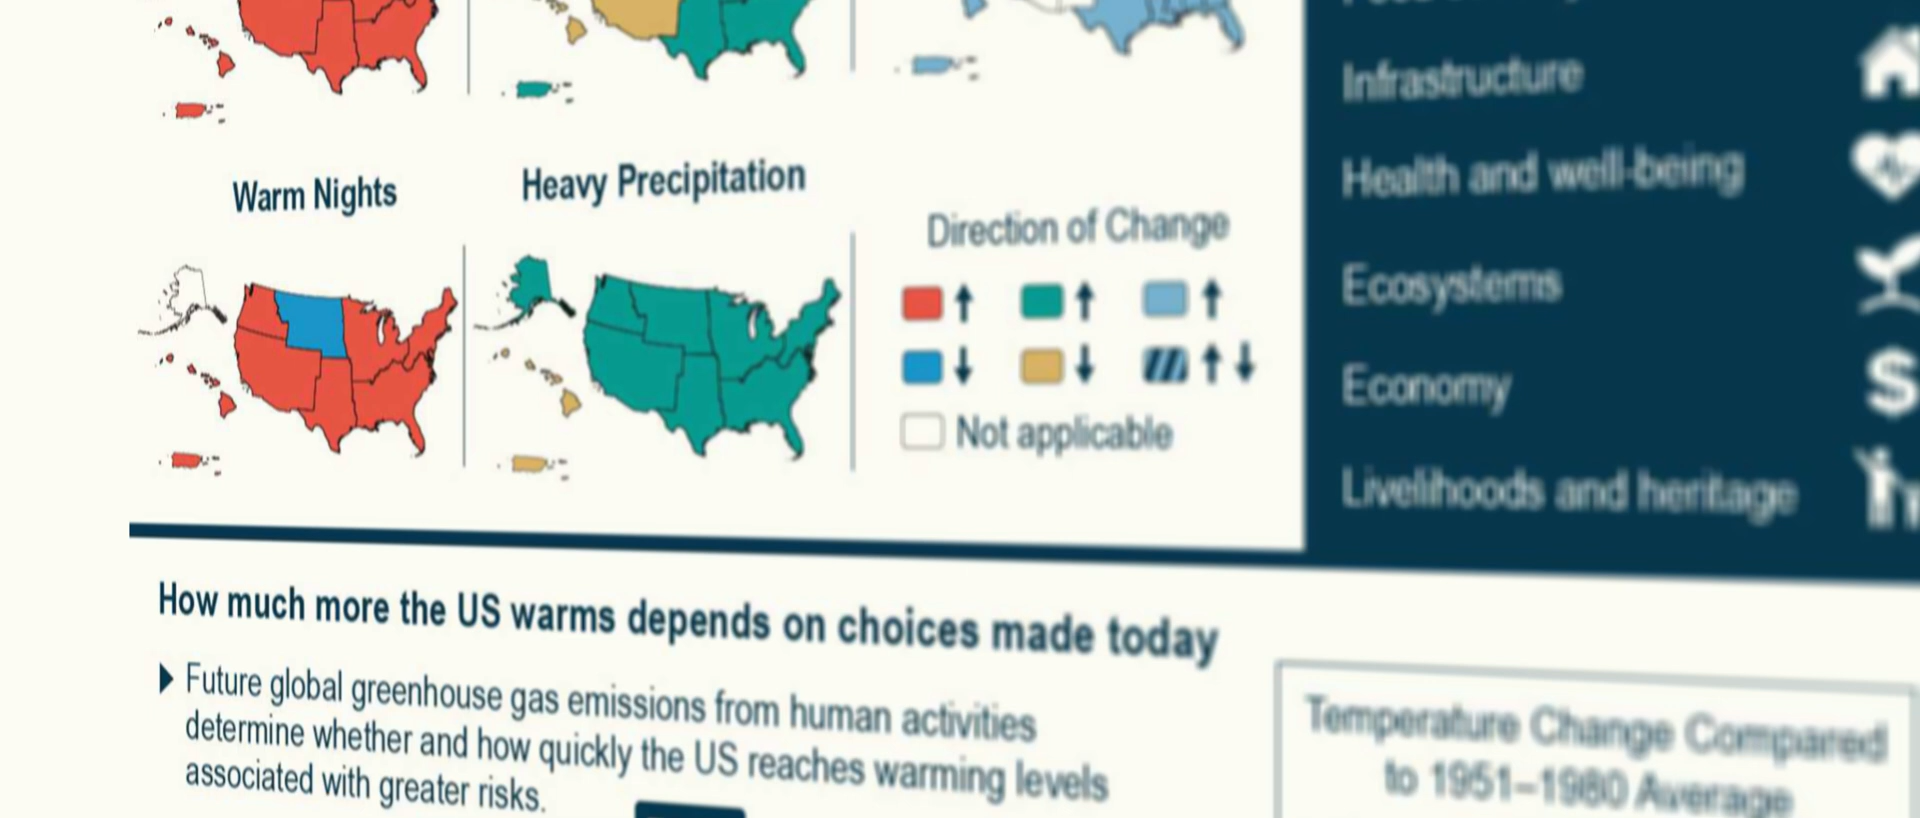 Infrastructure
Health and well-being
Ecosystems
Economy
Livelihoods and heritage
Warm Nights
Heavy Precipitation
Direction of Change
Not applicable
How much more the US warms depends on choices made today
Future global greenhouse gas emissions from human activities
determine whether and how quickly the US reaches warming levels
associated with greater risks.
Temperature Change Compared
to 1951–1980 Average